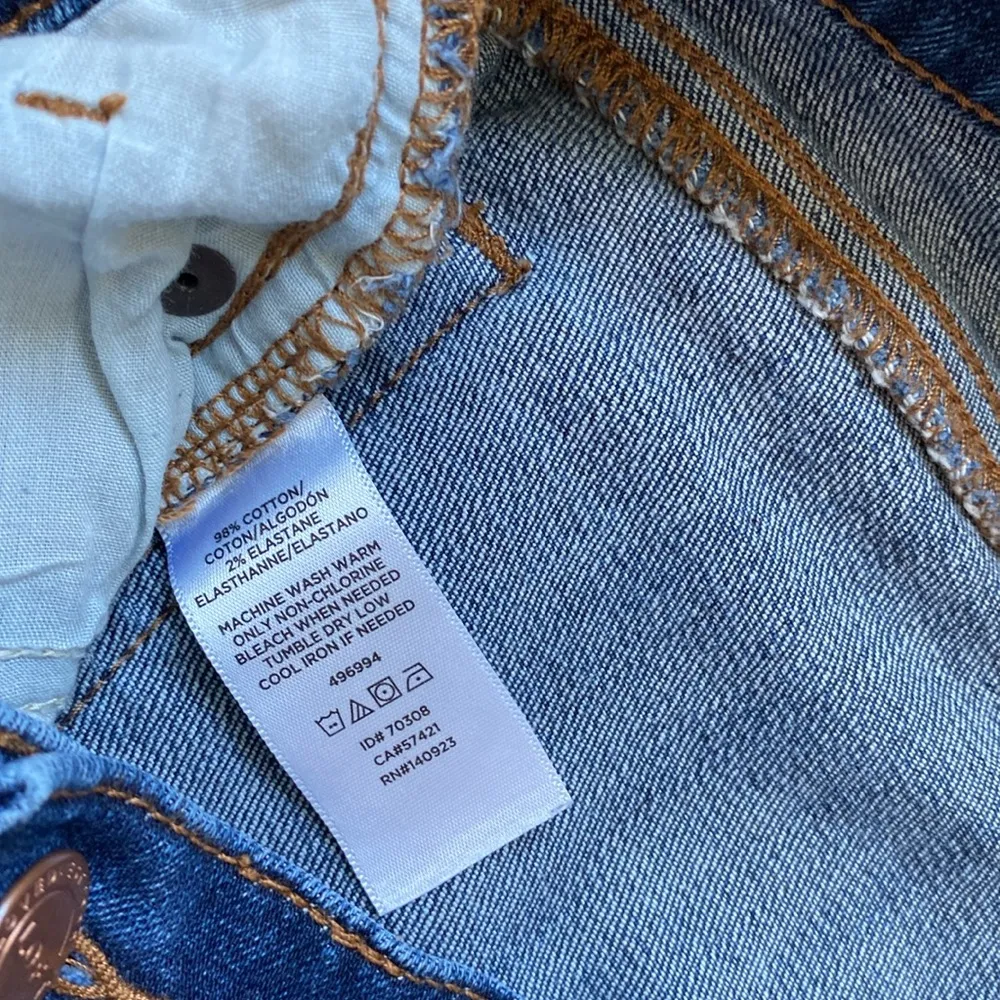 98% COTTON/
COTON/ALGODÓN
2% ELASTANE
ELASTHANNE/ELASTANO
MACHINE WASH WARM
ONLY NON-CHLORINE
BLEACH WHEN NEEDED
TUMBLE DRY LOW
COOL IRON IF NEEDED
496994
ID# 70308
CA#57421
RN#140923